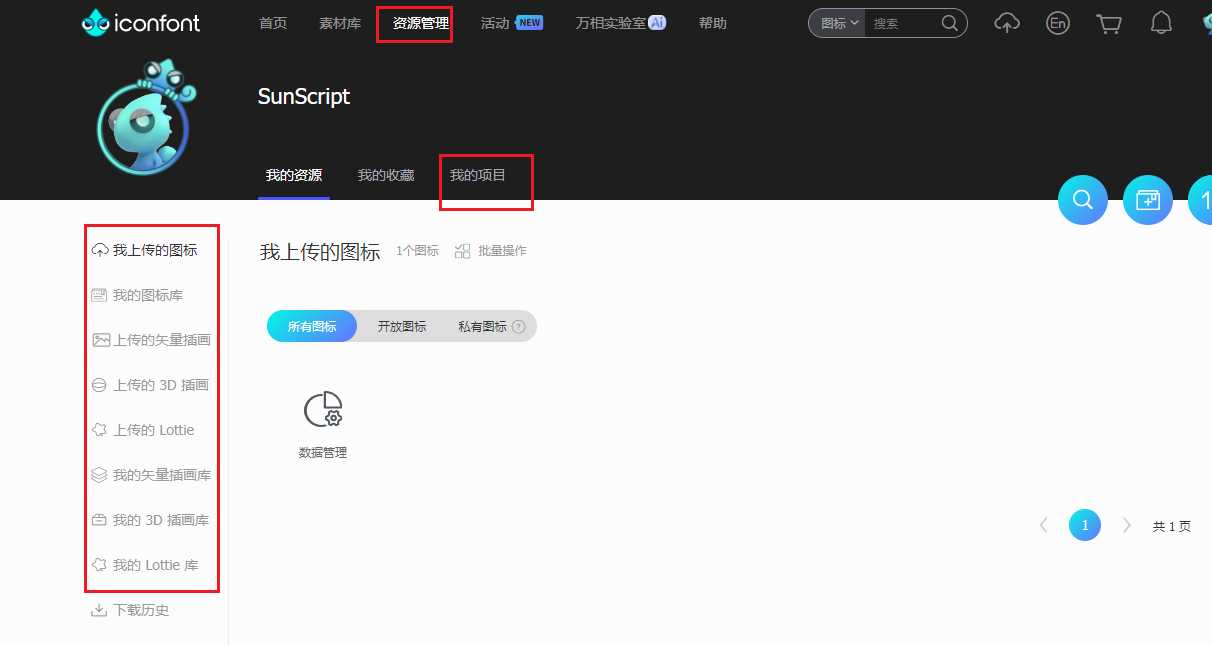 iconfont 首页 素材库 资源管理 活动 NEW 万相实验室 Ai 帮助 图标 搜索 En
SunScript
我的资源 我的收藏 我的项目
我上传的图标
我的图标库
上传的矢量插画
上传的 3D 插画
上传的 Lottie
我的矢量插画库
我的 3D 插画库
我的 Lottie 库
下载历史
我上传的图标 1个图标 批量操作
所有图标 开放图标 私有图标 ?
数据管理
1 共 1 页